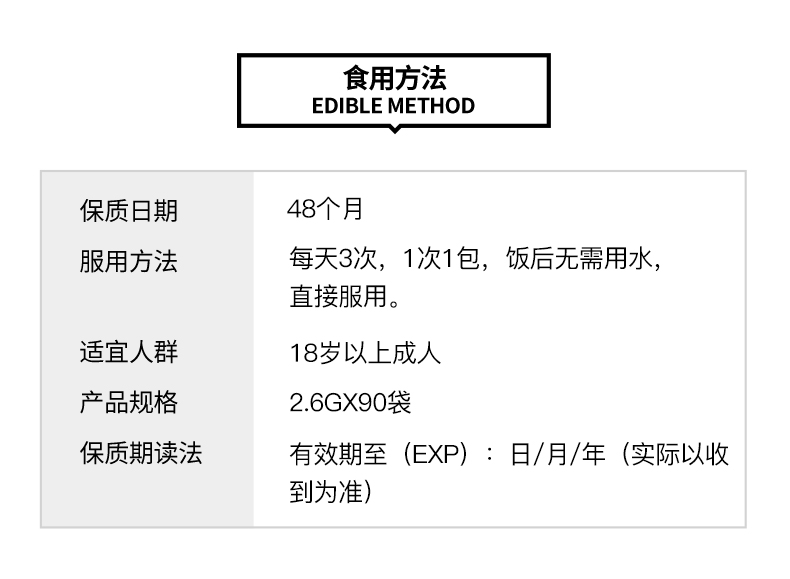 食用方法
EDIBLE METHOD
保质日期 48个月
服用方法 每天3次，1次1包，饭后无需用水，
直接服用。
适宜人群 18岁以上成人
产品规格 2.6GX90袋
保质期读法 有效期至（EXP）：日/月/年（实际以收
到为准）